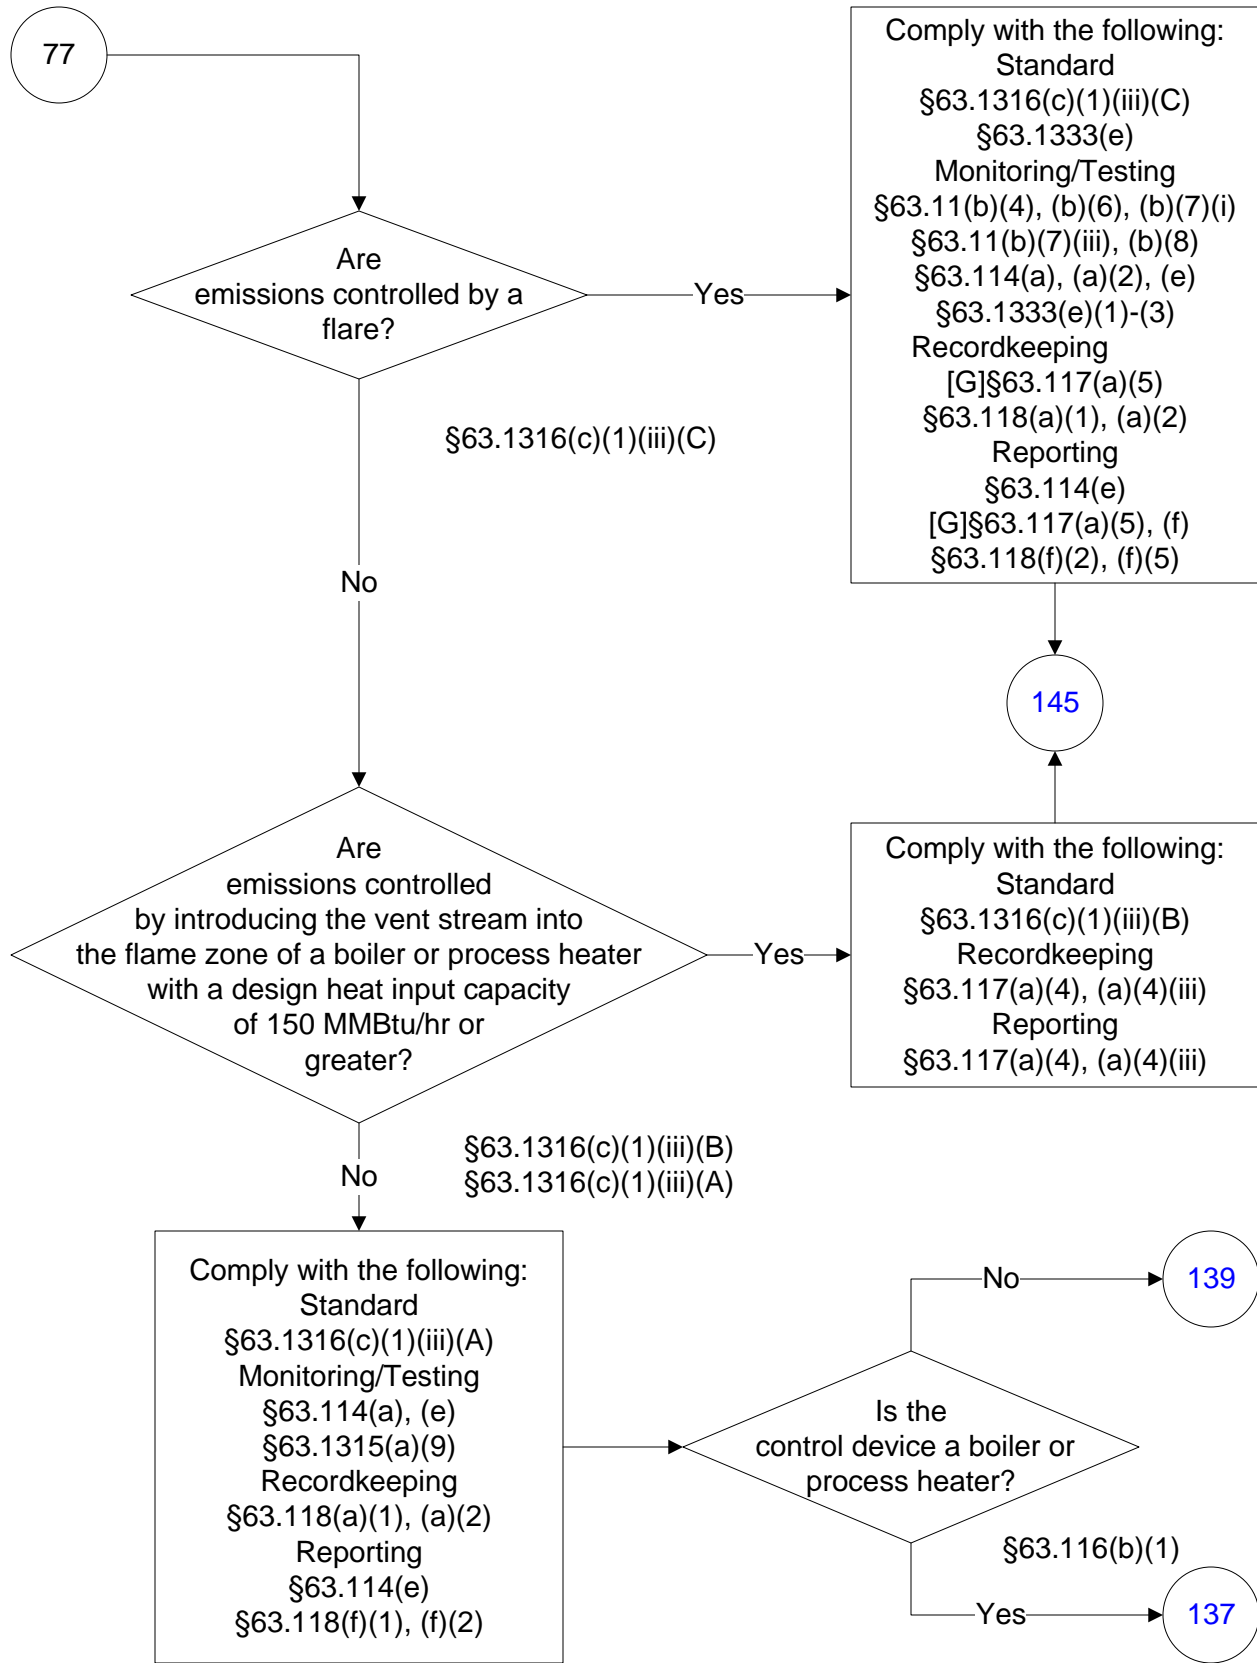 77
Are
emissions controlled by a
flare?
Yes
Comply with the following:
Standard
§63.1316(c)(1)(iii)(C)
§63.1333(e)
Monitoring/Testing
§63.11(b)(4), (b)(6), (b)(7)(i)
§63.11(b)(7)(iii), (b)(8)
§63.114(a), (a)(2), (e)
§63.1333(e)(1)-(3)
Recordkeeping
[G]§63.117(a)(5)
§63.118(a)(1), (a)(2)
Reporting
§63.114(e)
[G]§63.117(a)(5), (f)
§63.118(f)(2), (f)(5)
§63.1316(c)(1)(iii)(C)
No
145
Are
emissions controlled
by introducing the vent stream into
the flame zone of a boiler or process heater
with a design heat input capacity
of 150 MMBtu/hr or
greater?
Yes
Comply with the following:
Standard
§63.1316(c)(1)(iii)(B)
Recordkeeping
§63.117(a)(4), (a)(4)(iii)
Reporting
§63.117(a)(4), (a)(4)(iii)
§63.1316(c)(1)(iii)(B)
§63.1316(c)(1)(iii)(A)
No
Comply with the following:
Standard
§63.1316(c)(1)(iii)(A)
Monitoring/Testing
§63.114(a), (e)
§63.1315(a)(9)
Recordkeeping
§63.118(a)(1), (a)(2)
Reporting
§63.114(e)
§63.118(f)(1), (f)(2)
Is the
control device a boiler or
process heater?
No
139
§63.116(b)(1)
Yes
137